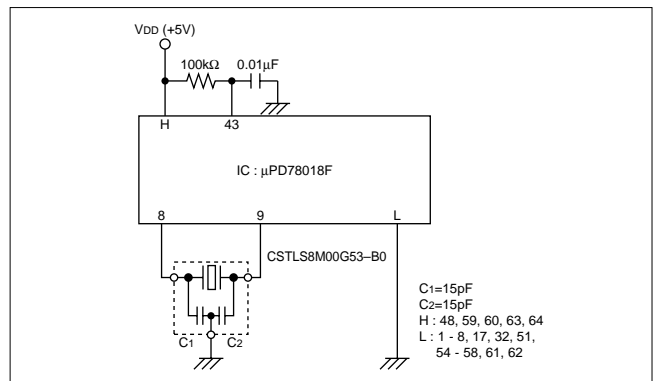 VDD (+5V)
100kΩ 0.01µF
H 43
IC : µPD78018F
8 9 L
CSTLS8M00G53–B0
C1 C2
C1=15pF
C2=15pF
H : 48, 59, 60, 63, 64
L : 1 - 8, 17, 32, 51,
54 - 58, 61, 62